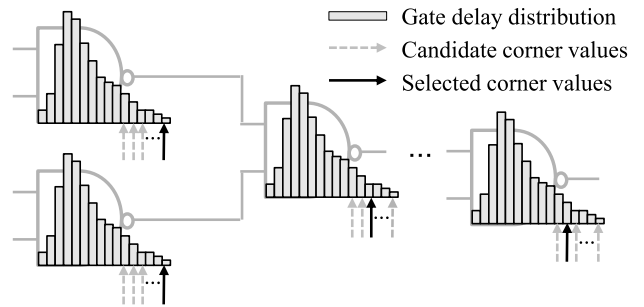 Gate delay distribution
Candidate corner values
Selected corner values
...
...
...
...
...